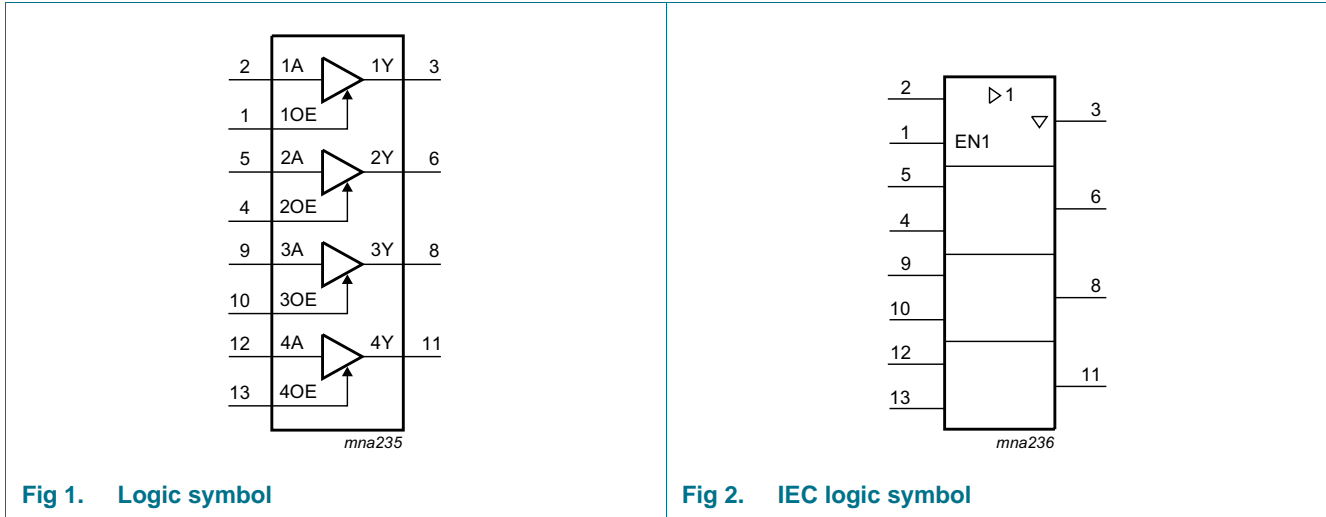 2 1A 1Y 3
1 1OE
5 2A 2Y 6
4 2OE
9 3A 3Y 8
10 3OE
12 4A 4Y 11
13 4OE
mna235
Fig 1. Logic symbol
2 1
3
1 EN1
5
6
4
9
8
10
12
11
13
mna236
Fig 2. IEC logic symbol